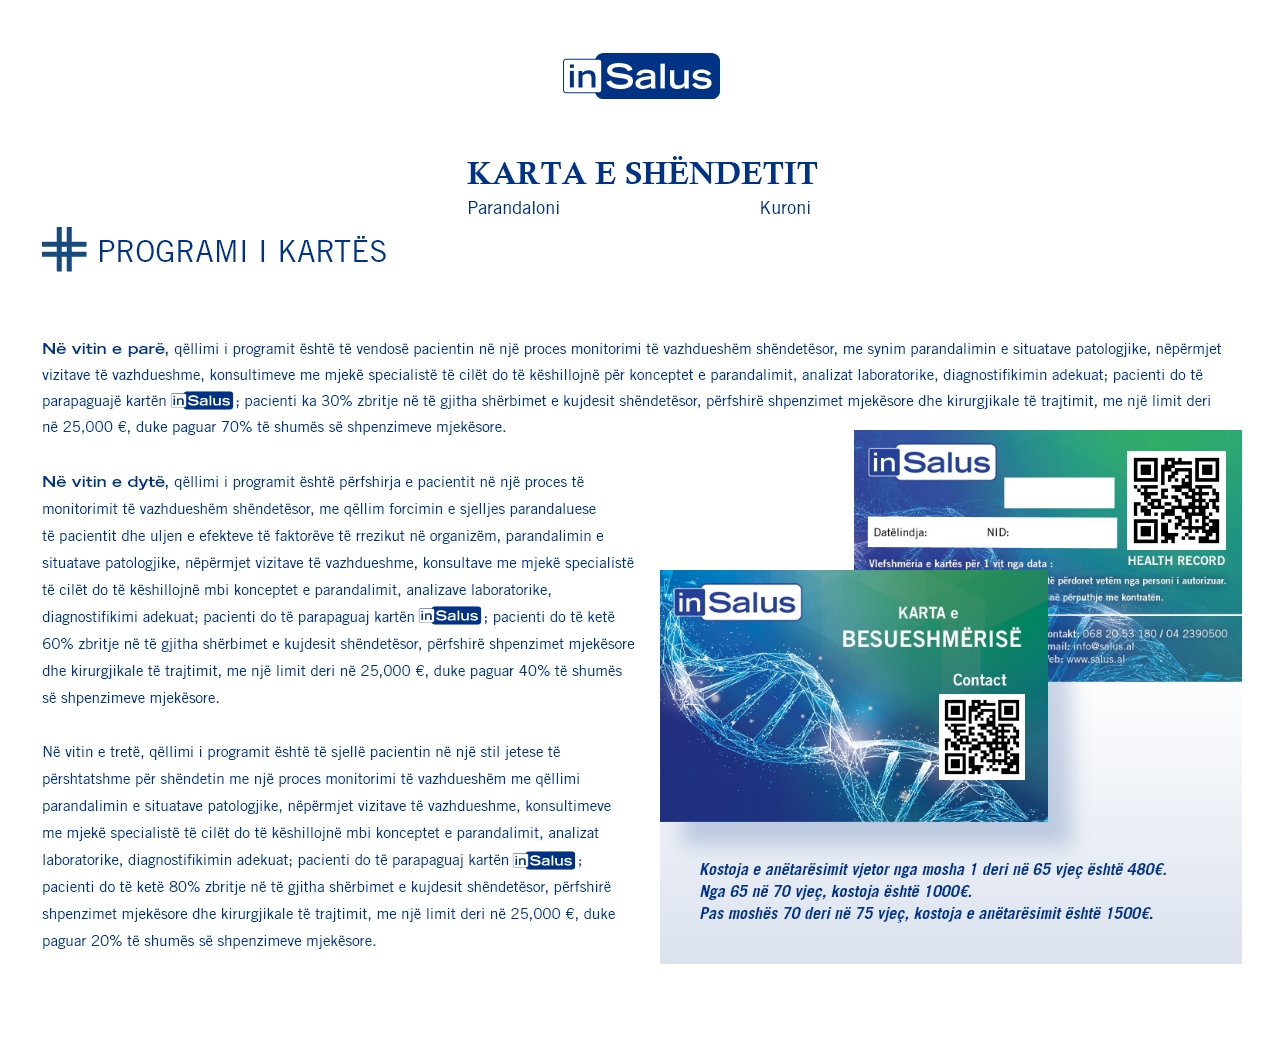 inSalus
KARTA E SHËNDETIT
Parandaloni Kuroni
PROGRAMI I KARTËS
Në vitin e parë, qëllimi i programit është të vendosë pacientin në një proces monitorimi të vazhdueshëm shëndetësor, me synim parandalimin e situatave patologjike, nëpërmjet
vizitave të vazhdueshme, konsultimeve me mjekë specialistë të cilët do të këshillojnë për konceptet e parandalimit, analizat laboratorike, diagnostifikimin adekuat; pacienti do të
parapaguajë kartën inSalus ; pacienti ka 30% zbritje në të gjitha shërbimet e kujdesit shëndetësor, përfshirë shpenzimet mjekësore dhe kirurgjikale të trajtimit, me një limit deri
në 25,000 €, duke paguar 70% të shumës së shpenzimeve mjekësore.
Në vitin e dytë, qëllimi i programit është përfshirja e pacientit në një proces të
monitorimit të vazhdueshëm shëndetësor, me qëllim forcimin e sjelljes parandaluese
të pacientit dhe uljen e efekteve të faktorëve të rrezikut në organizëm, parandalimin e
situatave patologjike, nëpërmjet vizitave të vazhdueshme, konsultave me mjekë specialistë
të cilët do të këshillojnë mbi konceptet e parandalimit, analizave laboratorike,
diagnostifikimi adekuat; pacienti do të parapaguaj kartën inSalus ; pacienti do të ketë
60% zbritje në të gjitha shërbimet e kujdesit shëndetësor, përfshirë shpenzimet mjekësore
dhe kirurgjikale të trajtimit, me një limit deri në 25,000 €, duke paguar 40% të shumës
së shpenzimeve mjekësore.
Në vitin e tretë, qëllimi i programit është të sjellë pacientin në një stil jetese të
përshtatshme për shëndetin me një proces monitorimi të vazhdueshëm me qëllimi
parandalimin e situatave patologjike, nëpërmjet vizitave të vazhdueshme, konsultimeve
me mjekë specialistë të cilët do të këshillojnë mbi konceptet e parandalimit, analizat
laboratorike, diagnostifikimin adekuat; pacienti do të parapaguaj kartën inSalus ;
pacienti do të ketë 80% zbritje në të gjitha shërbimet e kujdesit shëndetësor, përfshirë
shpenzimet mjekësore dhe kirurgjikale të trajtimit, me një limit deri në 25,000 €, duke
paguar 20% të shumës së shpenzimeve mjekësore.
inSalus
Datëlindja: NID:
HEALTH RECORD
Vlefshmëria e kartës për 1 vit nga data :
të përdoret vetëm nga personi i autorizuar.
në përputhje me kontratën.
ontakt: 068 20 53 180 / 04 2390500
mail: info@salus.al
eb: www.salus.al
inSalus
KARTA e
BESUESHMËRISË
Contact
Kostoja e anëtarësimit vjetor nga mosha 1 deri në 65 vjeç është 480€.
Nga 65 në 70 vjeç, kostoja është 1000€.
Pas moshës 70 deri në 75 vjeç, kostoja e anëtarësimit është 1500€.